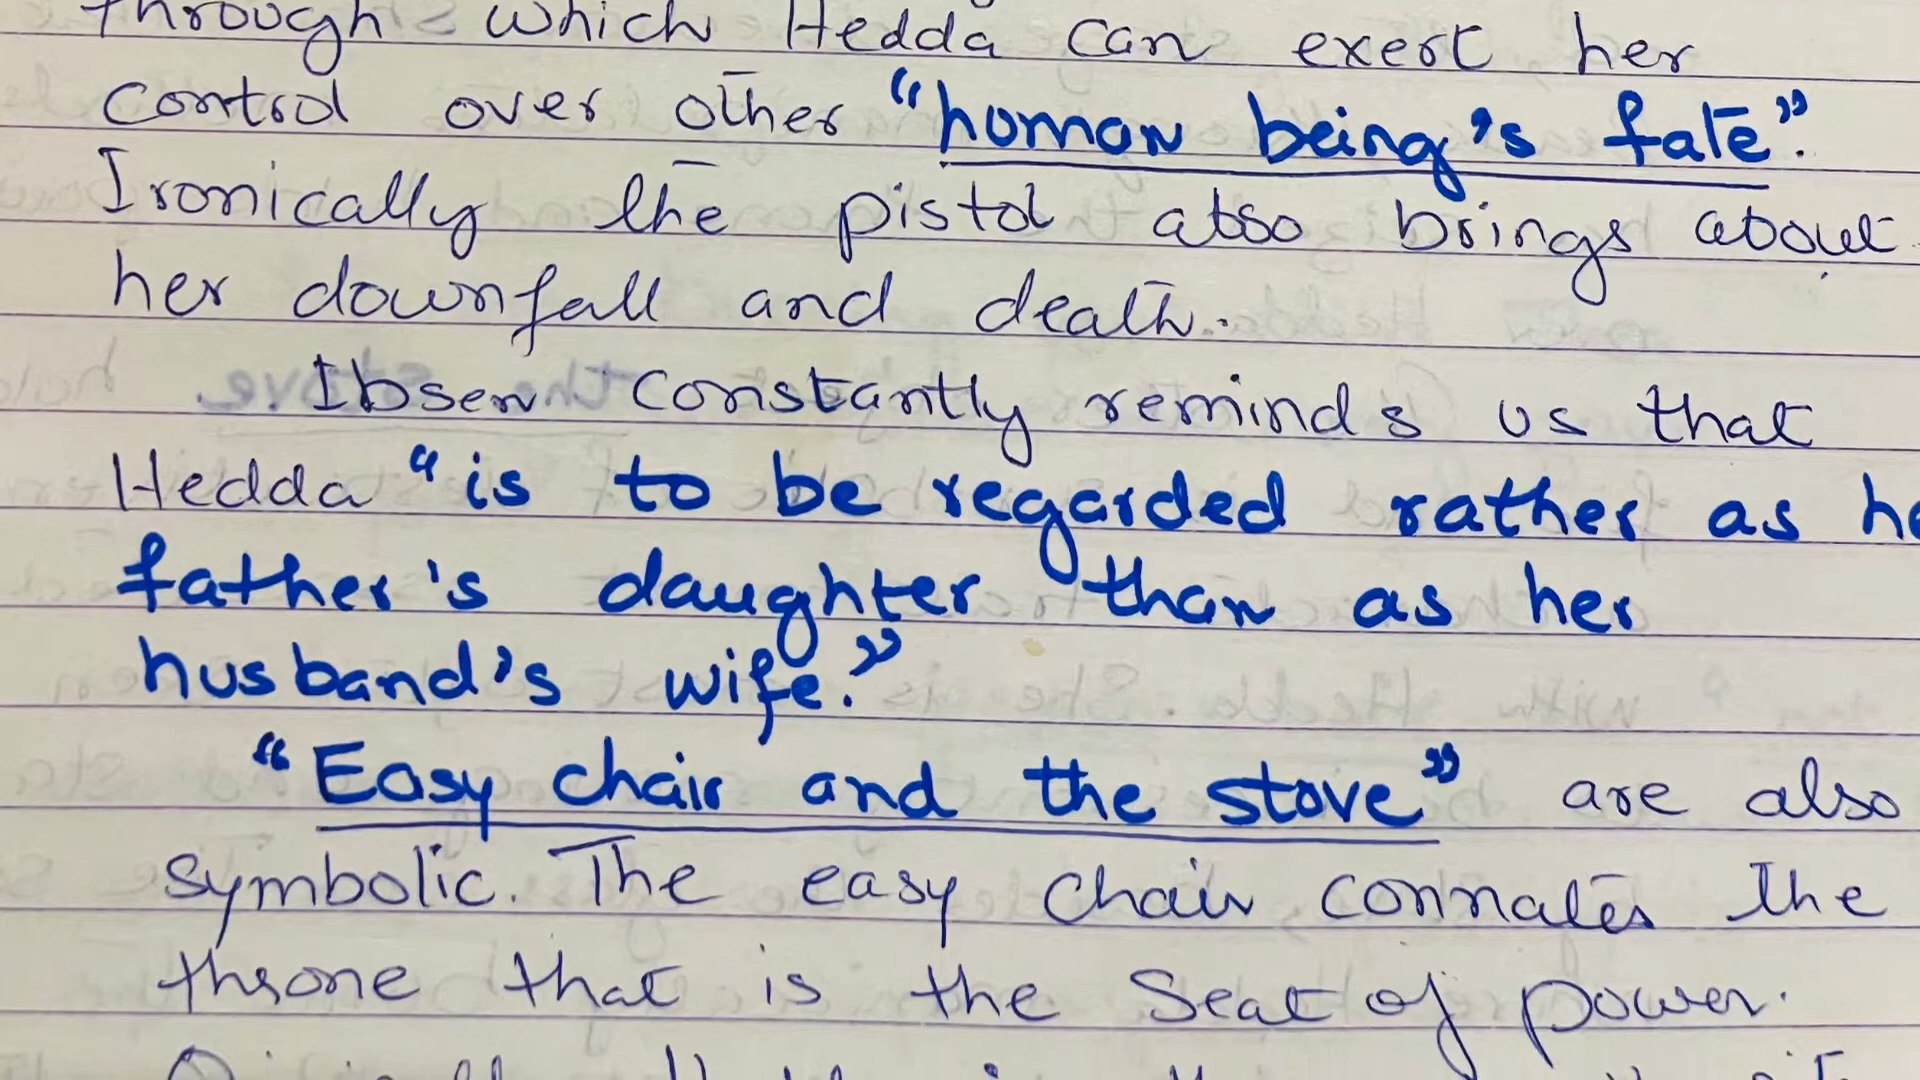 through which Hedda can exert her
control over other "human being's fate".
Ironically the pistol also brings about
her downfall and death.
Ibsen constantly reminds us that
Hedda "is to be regarded rather as
father's daughter than as her
husband's wife."
"Easy chair and the stove" are also
symbolic. The easy chair connates the
throne that is the seat of power.